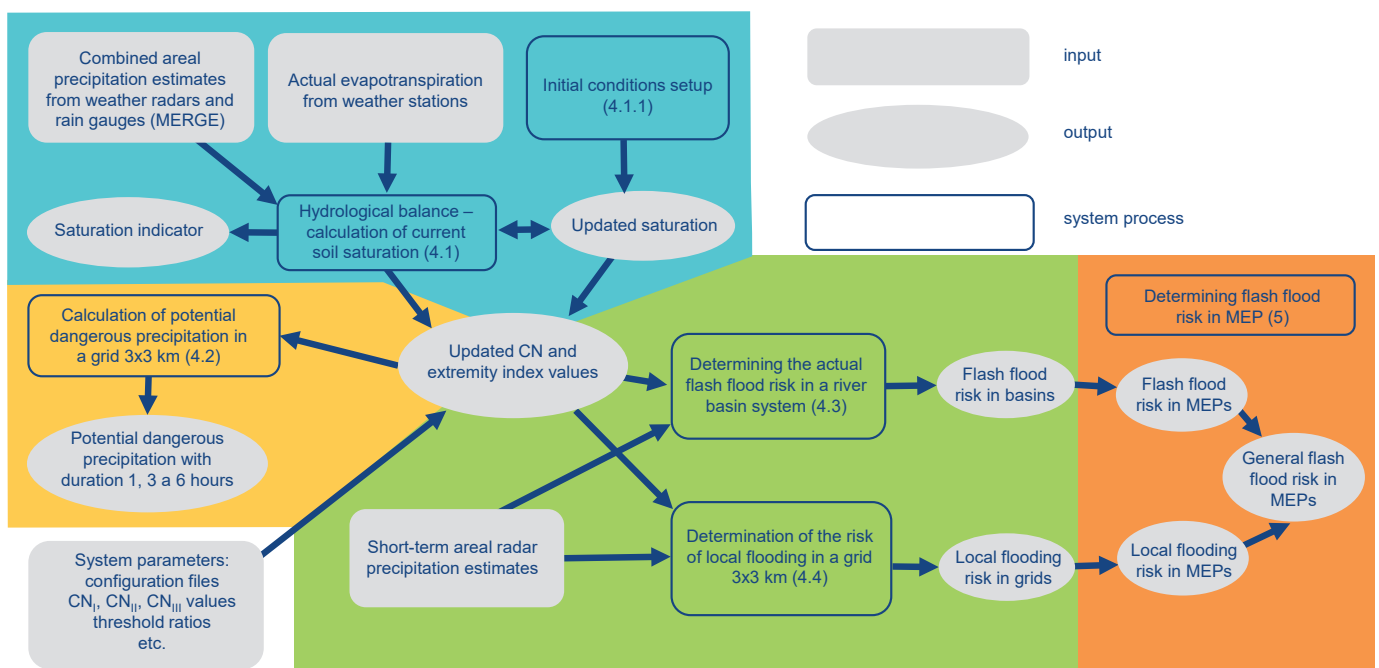 Combined areal
precipitation estimates
from weather radars and
rain gauges (MERGE)
Actual evapotranspiration
from weather stations
Initial conditions setup
(4.1.1)
input
output
system process
Saturation indicator
Hydrological balance –
calculation of current
soil saturation (4.1)
Updated saturation
Calculation of potential
dangerous precipitation in
a grid 3x3 km (4.2)
Updated CN and
extremity index values
Determining the actual
flash flood risk in a river
basin system (4.3)
Flash flood
risk in basins
Determining flash flood
risk in MEP (5)
Flash flood
risk in MEPs
General flash
flood risk in
MEPs
Potential dangerous
precipitation with
duration 1, 3 a 6 hours
Short-term areal radar
precipitation estimates
Determination of the risk
of local flooding in a grid
3x3 km (4.4)
Local flooding
risk in grids
Local flooding
risk in MEPs
System parameters:
configuration files
CN_I, CN_II, CN_III values
threshold ratios
etc.